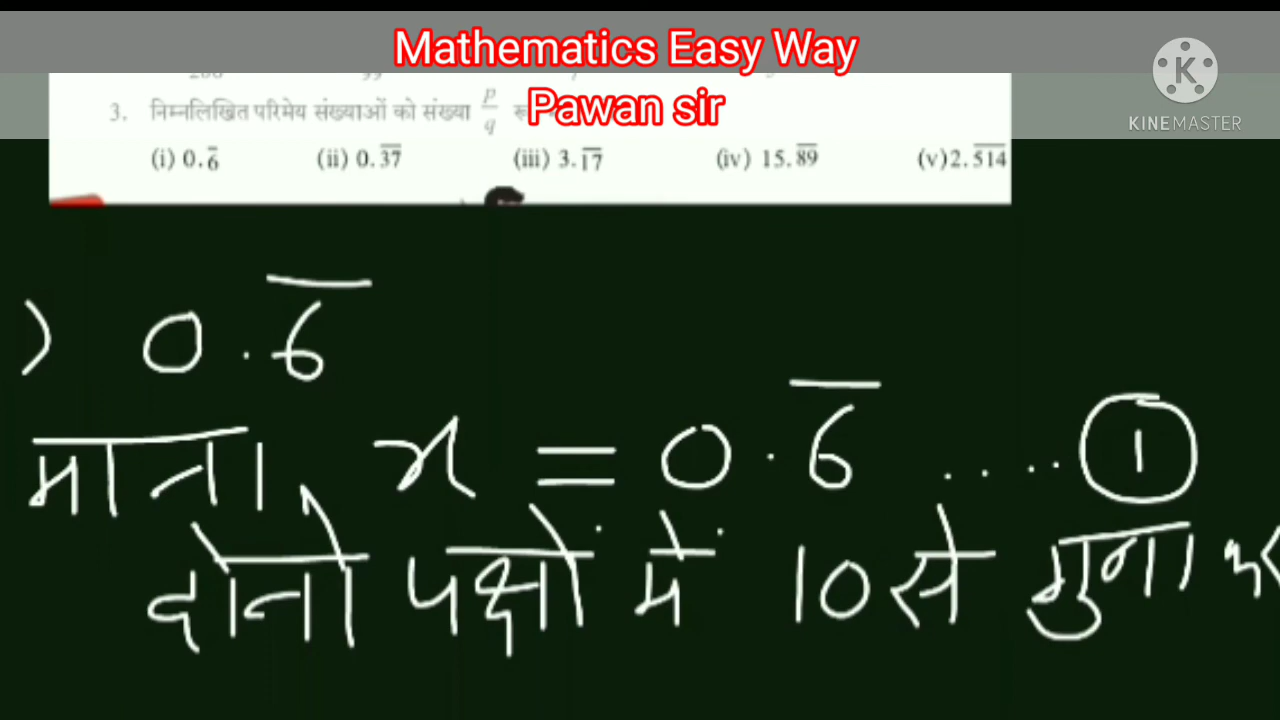 Mathematics Easy Way
Pawan sir
K
KINEMASTER
3. निम्नलिखित परिमेय संख्याओं को संख्या p/q
(i) 0.6̅ (ii) 0.3̅7̅ (iii) 3.1̅7̅ (iv) 15.8̅9̅ (v) 2.5̅1̅4̅
) 0.6̅
माना, x = 0.6̅ ....①
दोनों पक्षों में 10 से गुना